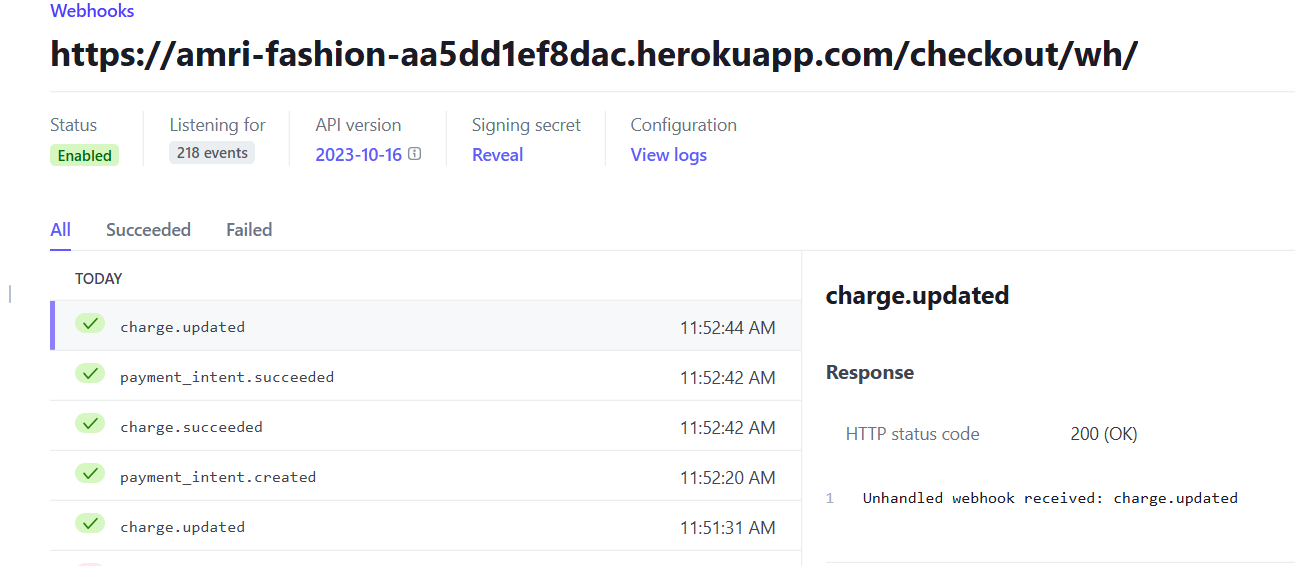 Webhooks
https://amri-fashion-aa5dd1ef8dac.herokuapp.com/checkout/wh/
Status
Enabled
Listening for
218 events
API version
2023-10-16
Signing secret
Reveal
Configuration
View logs
All Succeeded Failed
TODAY
charge.updated 11:52:44 AM
payment_intent.succeeded 11:52:42 AM
charge.succeeded 11:52:42 AM
payment_intent.created 11:52:20 AM
charge.updated 11:51:31 AM
charge.updated
Response
HTTP status code 200 (OK)
1 Unhandled webhook received: charge.updated